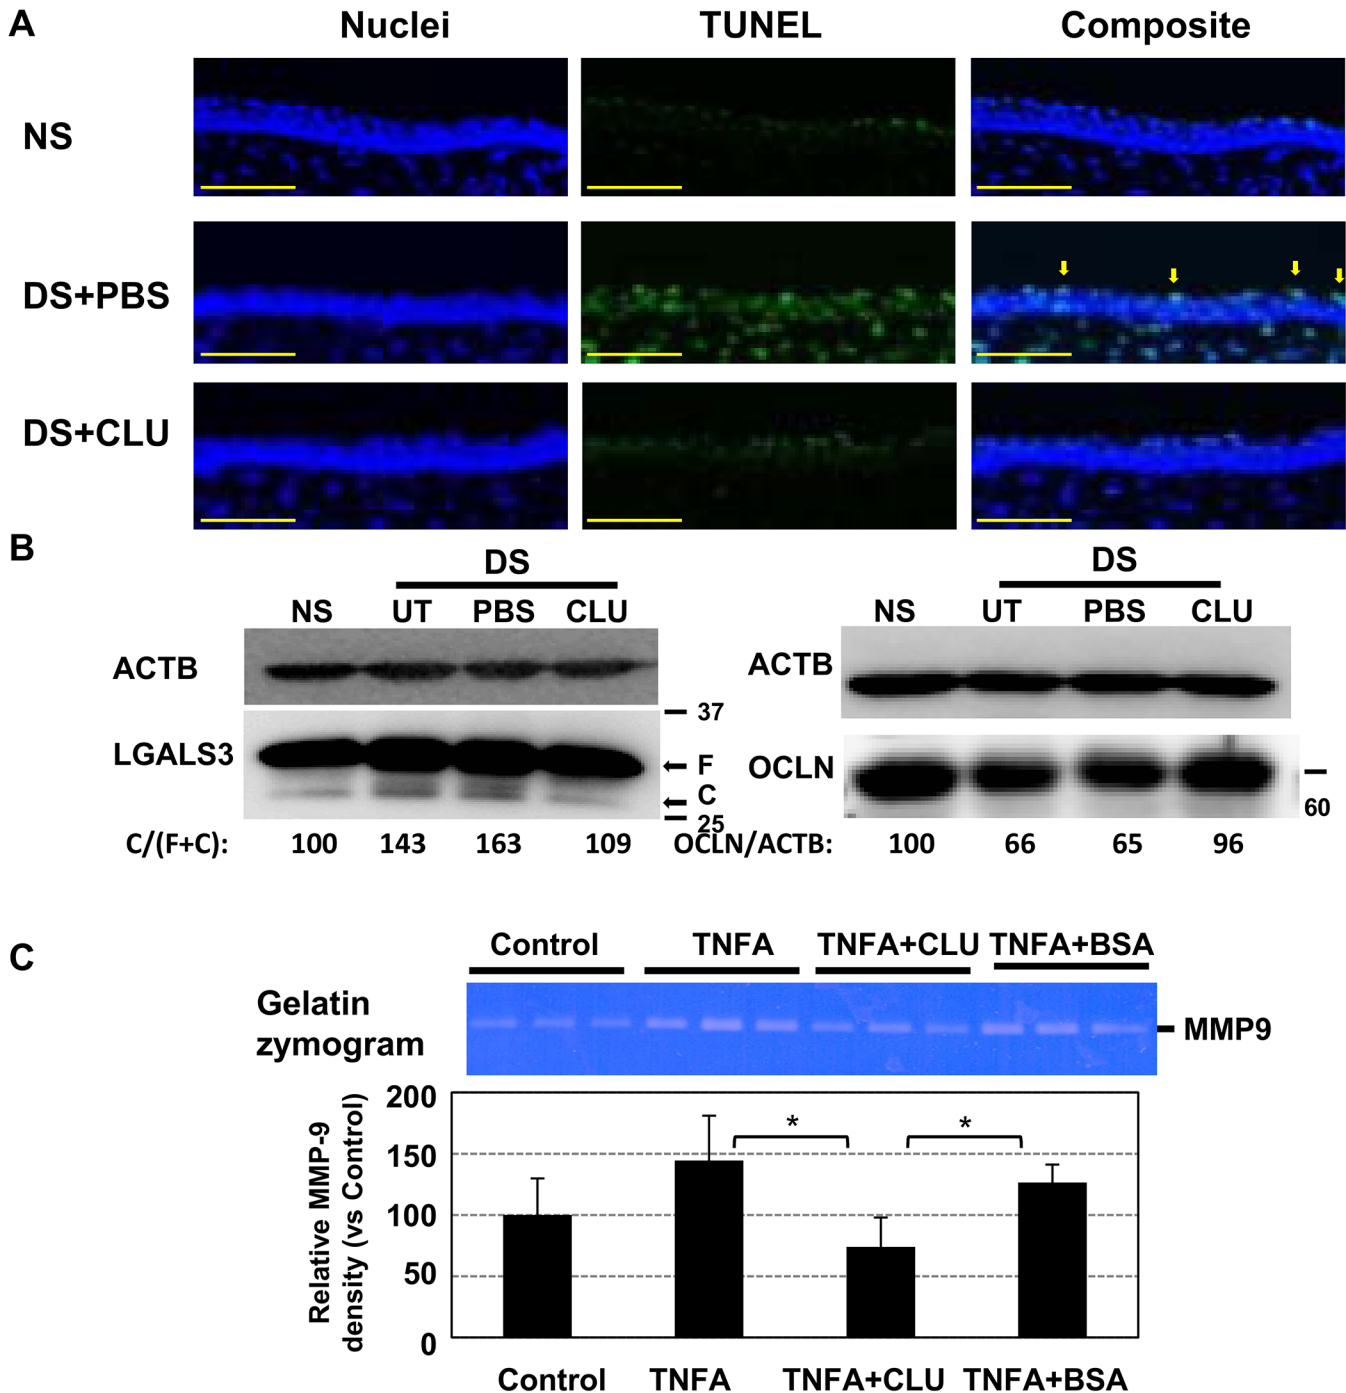 A
Nuclei TUNEL Composite
NS
DS+PBS
DS+CLU
B
DS
NS UT PBS CLU
ACTB
37
LGALS3
F
C
25
C/(F+C): 100 143 163 109
DS
NS UT PBS CLU
ACTB
OCLN
60
OCLN/ACTB: 100 66 65 96
C
Control TNFA TNFA+CLU TNFA+BSA
Gelatin
zymogram
MMP9
Relative MMP-9
density (vs Control)
200
150
100
50
0
* *
Control TNFA TNFA+CLU TNFA+BSA